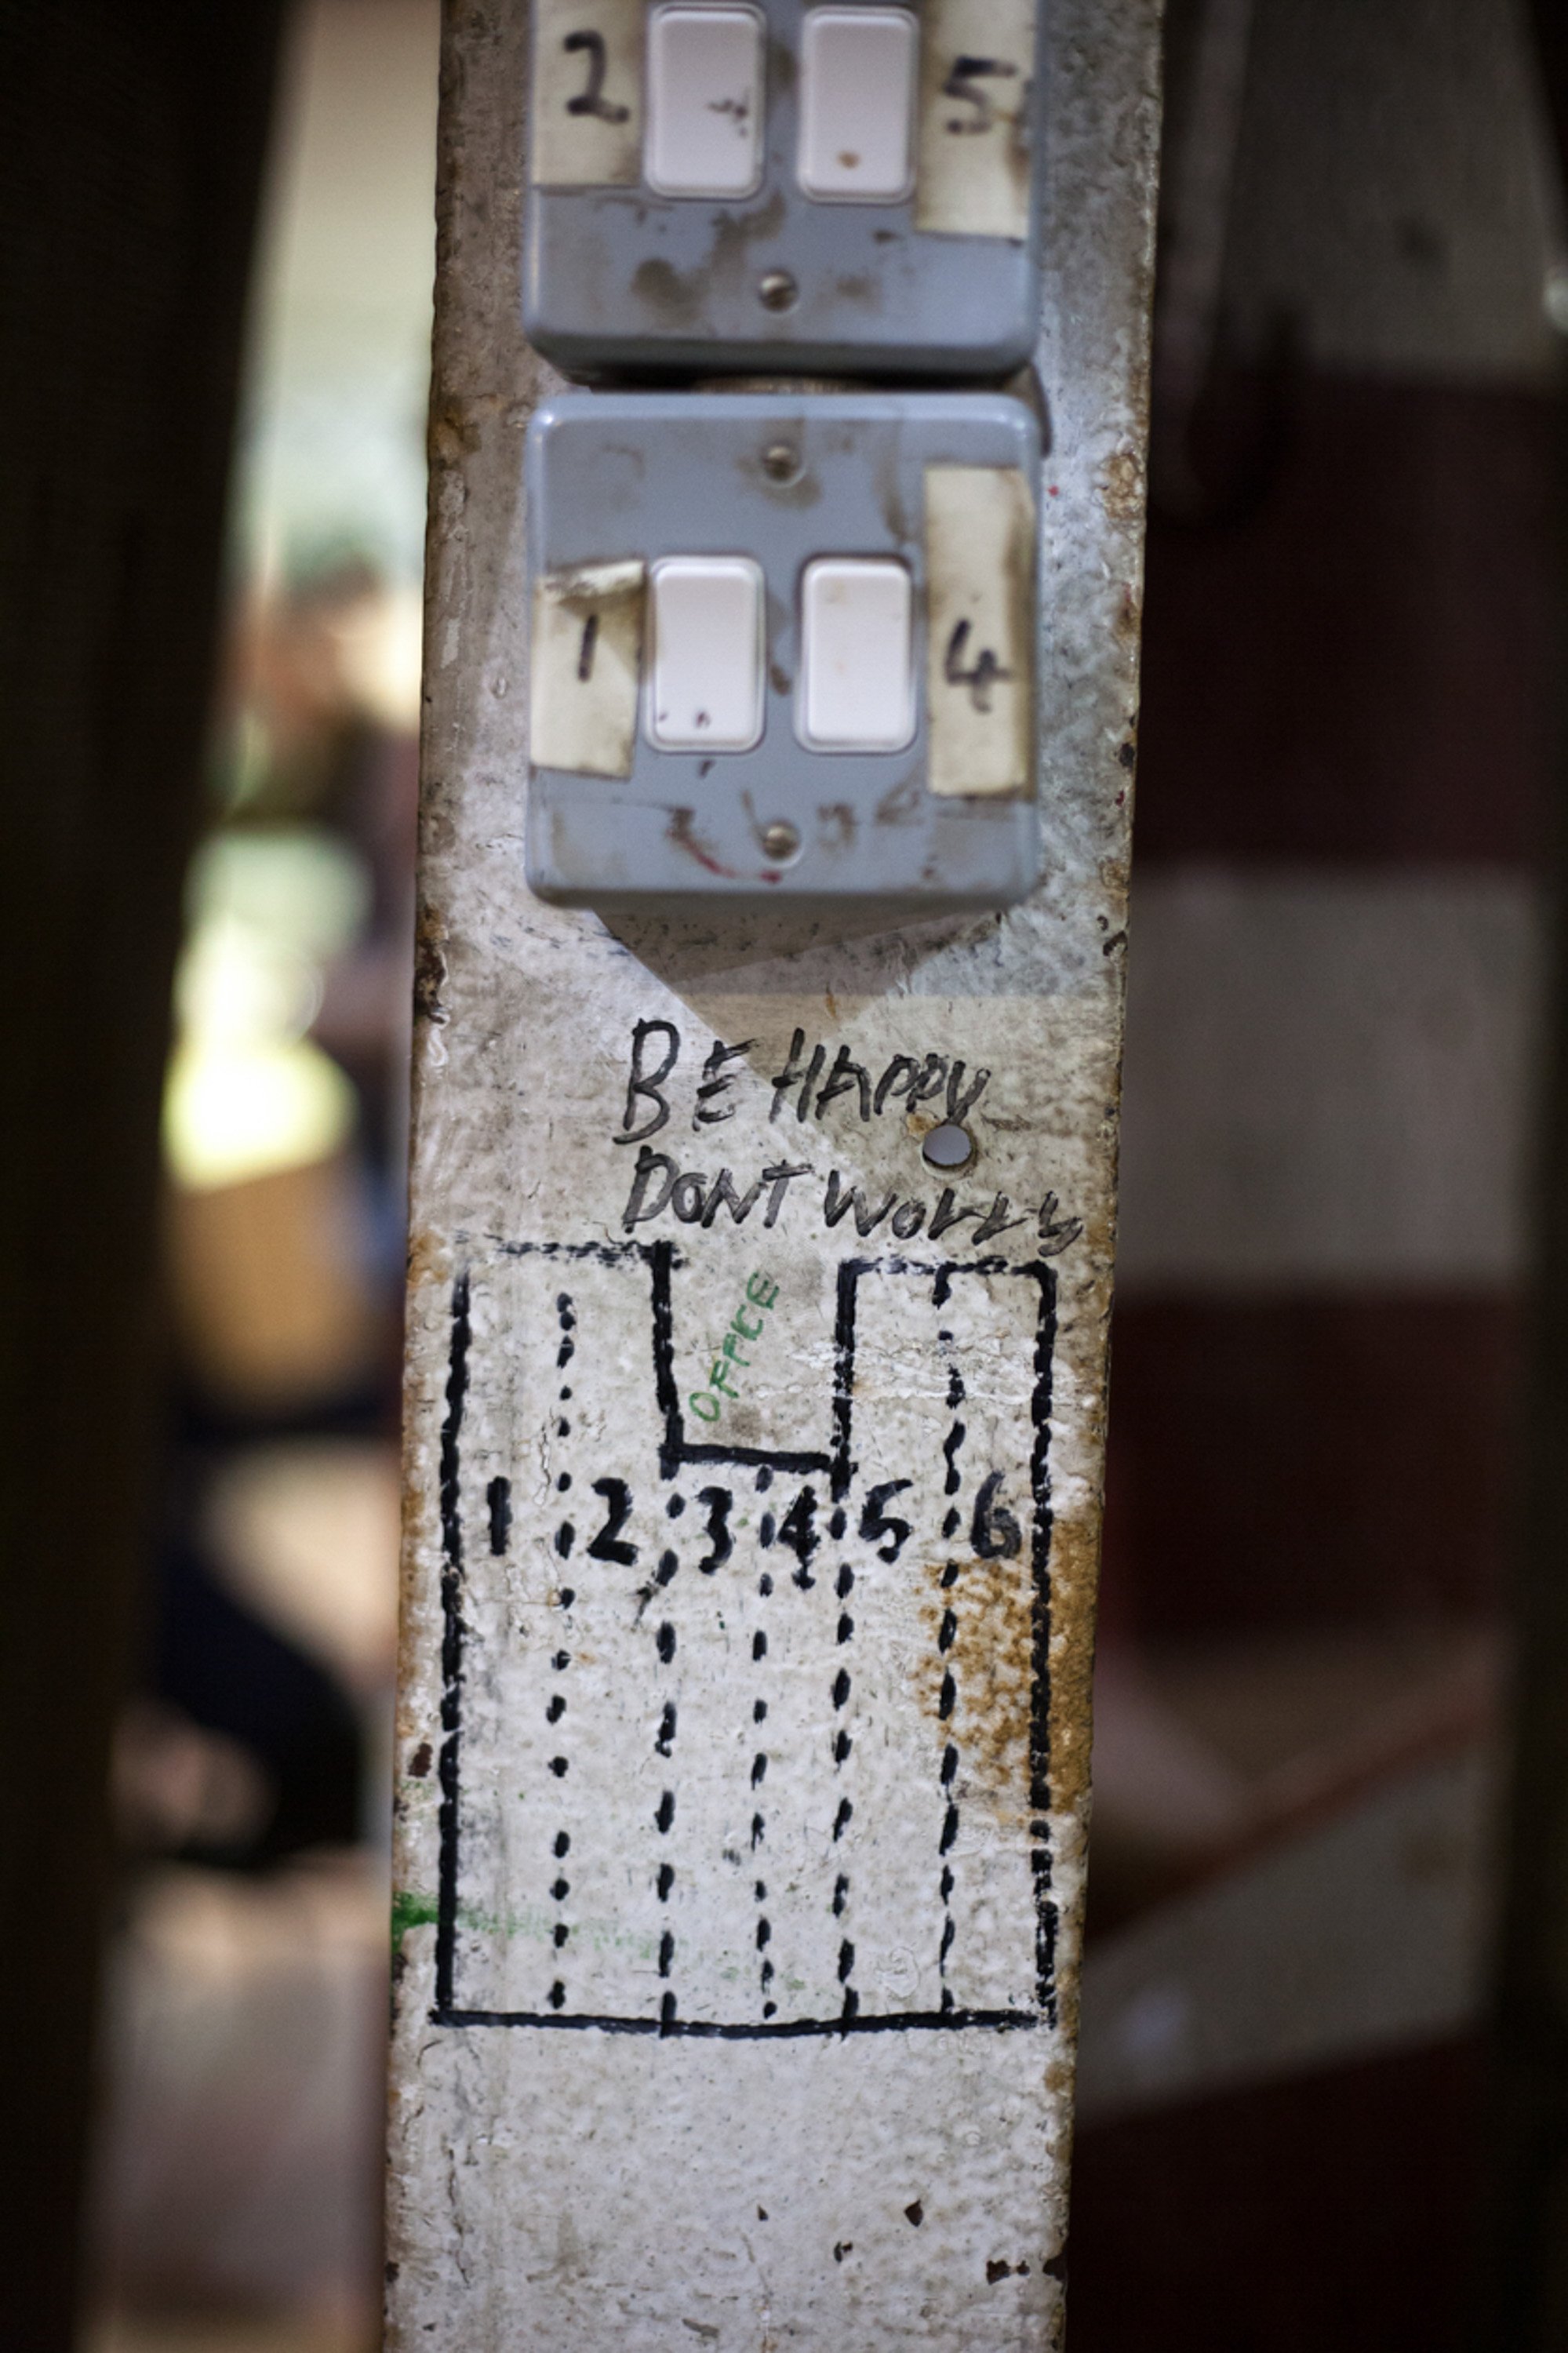 2 5
1 4
BE HAPPY
DONT WORRY
OFFICE
1 2 3 4 5 6